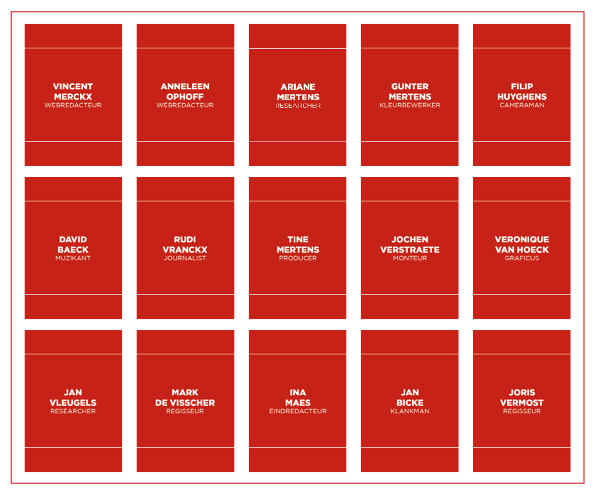 VINCENT
MERCKX
WEBREDACTEUR
ANNELEEN
OPHOFF
WEBREDACTEUR
ARIANE
MERTENS
RESEARCHER
GUNTER
MERTENS
KLEURBEWERKER
FILIP
HUYGHENS
CAMERAMAN
DAVID
BAECK
MUZIKANT
RUDI
VRANCKX
JOURNALIST
TINE
MERTENS
PRODUCER
JOCHEN
VERSTRAETE
MONTEUR
VERONIQUE
VAN HOECK
GRAFICUS
JAN
VLEUGELS
RESEARCHER
MARK
DE VISSCHER
REGISSEUR
INA
MAES
EINDREDACTEUR
JAN
BICKE
KLANKMAN
JORIS
VERMOST
REGISSEUR